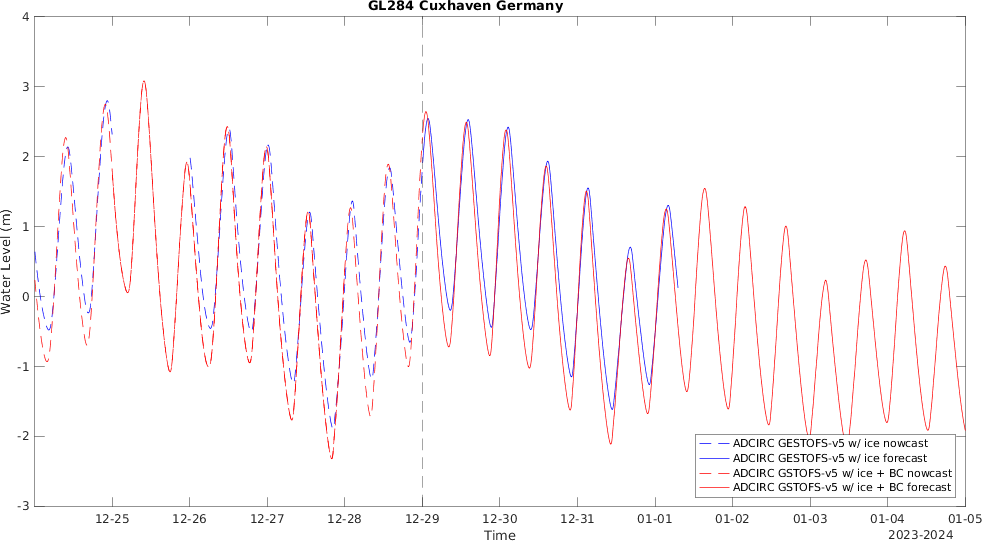 GL284 Cuxhaven Germany
4
3
2
1
0
-1
-2
-3
Water Level (m)
12-25 12-26 12-27 12-28 12-29 12-30 12-31 01-01 01-02 01-03 01-04 01-05
Time
2023-2024
ADCIRC GESTOFS-v5 w/ ice nowcast
ADCIRC GESTOFS-v5 w/ ice forecast
ADCIRC GSTOFS-v5 w/ ice + BC nowcast
ADCIRC GSTOFS-v5 w/ ice + BC forecast